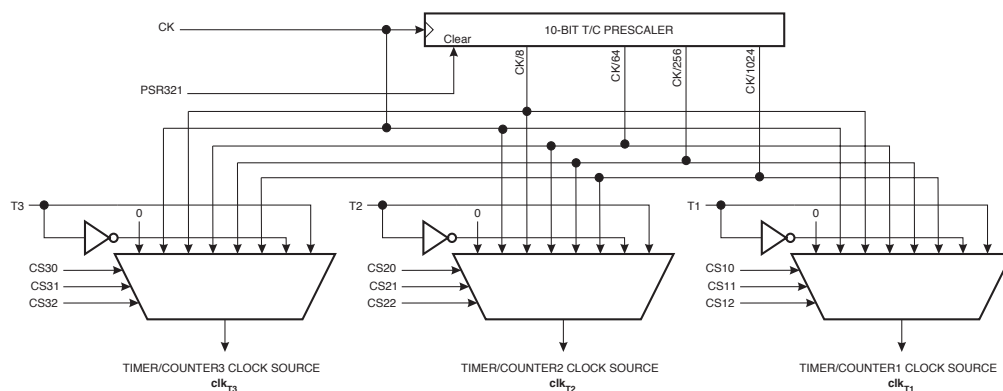 CK
10-BIT T/C PRESCALER
Clear
CK/8
CK/64
CK/256
CK/1024
PSR321
T3
0
T2
0
T1
0
CS30
CS31
CS32
CS20
CS21
CS22
CS10
CS11
CS12
TIMER/COUNTER3 CLOCK SOURCE
clkT3
TIMER/COUNTER2 CLOCK SOURCE
clkT2
TIMER/COUNTER1 CLOCK SOURCE
clkT1